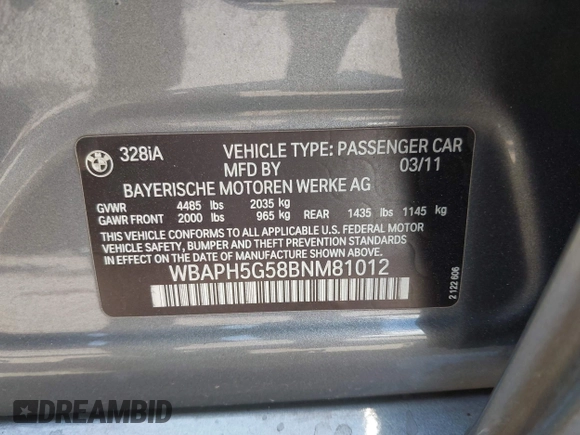 328iA VEHICLE TYPE: PASSENGER CAR
MFD BY 03/11
BAYERISCHE MOTOREN WERKE AG
GVWR 4485 lbs 2035 kg
GAWR FRONT 2000 lbs 965 kg REAR 1435 lbs 1145 kg
THIS VEHICLE CONFORMS TO ALL APPLICABLE U.S. FEDERAL MOTOR
VEHICLE SAFETY, BUMPER AND THEFT PREVENTION STANDARDS
IN EFFECT ON THE DATE OF MANUFACTURE SHOWN ABOVE.
WBAPH5G58BNM81012
2 122 606
DREAMBID